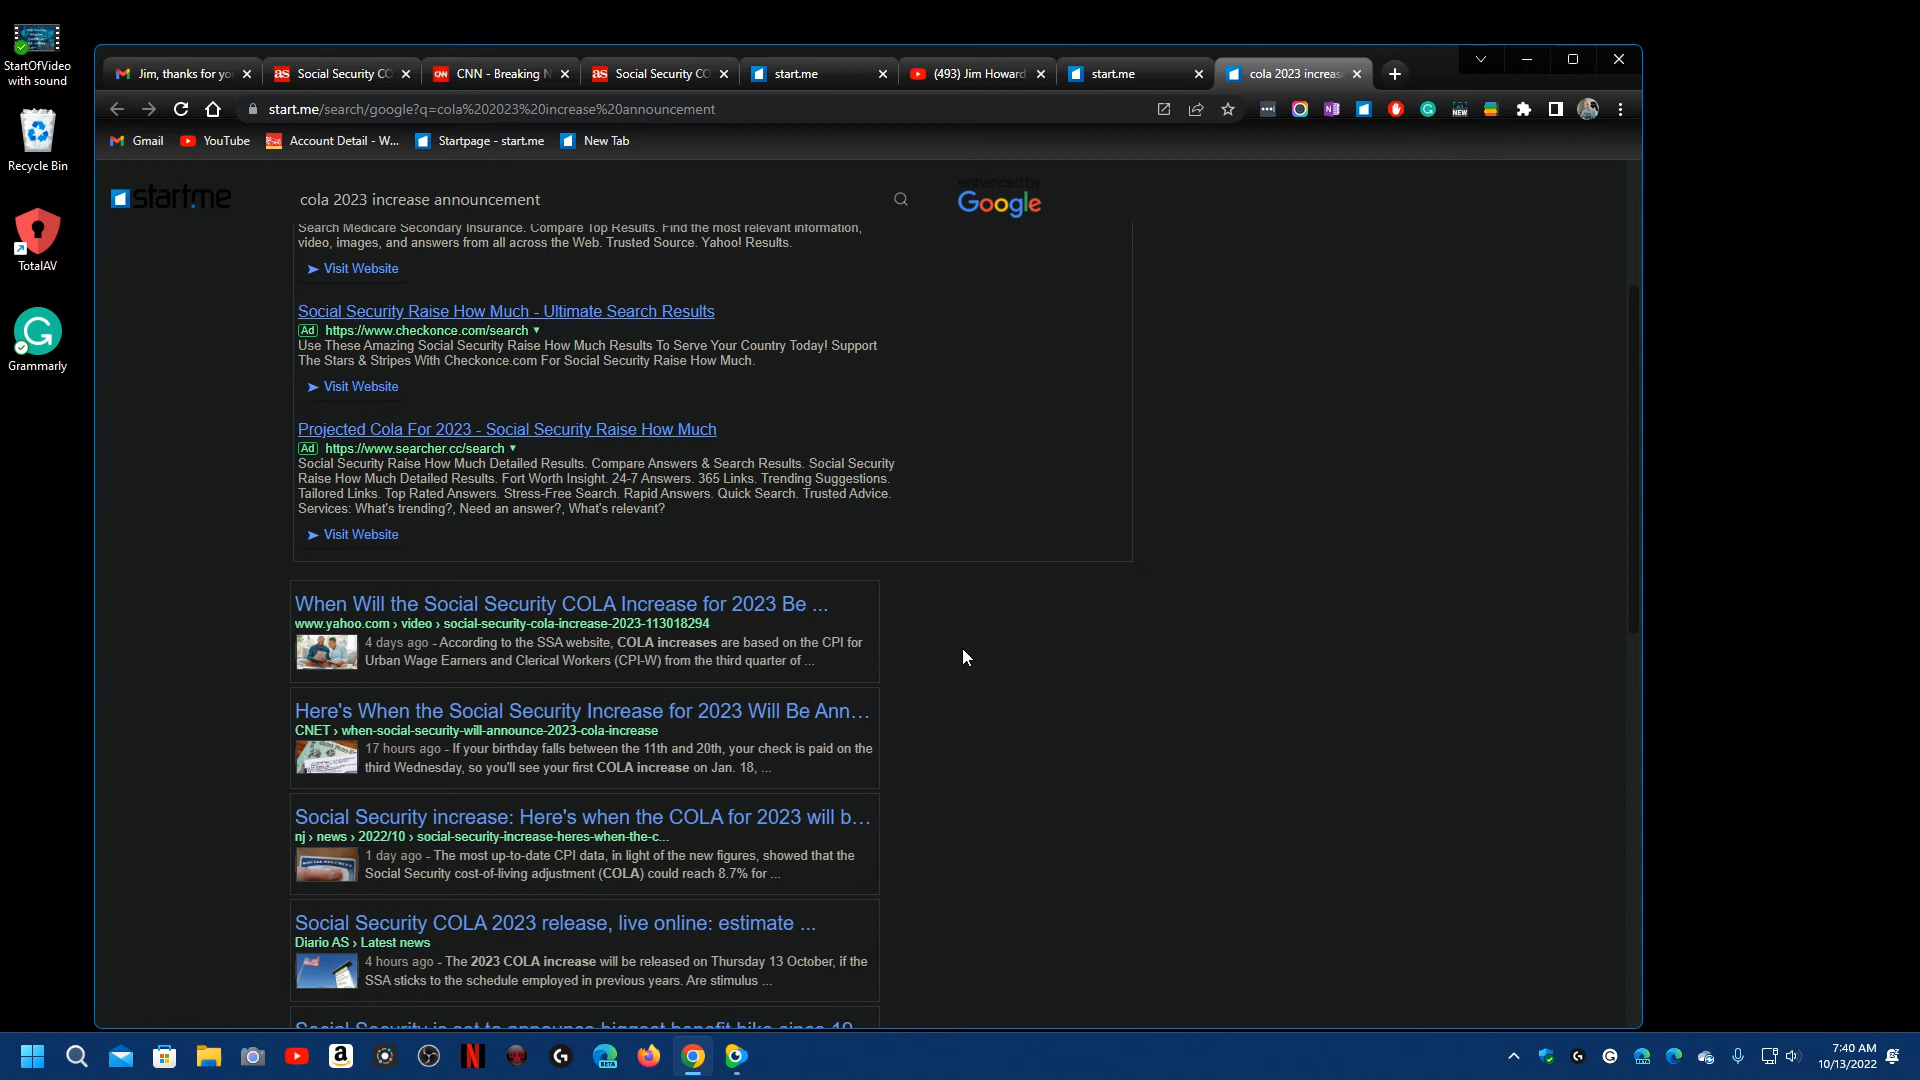 StartOfVideo
with sound
Recycle Bin
TotalAV
Grammarly
Jim, thanks for yo
Social Security CO
CNN - Breaking N
Social Security CO
start.me
(493) Jim Howard
start.me
cola 2023 increas
start.me/search/google?q=cola%202023%20increase%20announcement
Gmail
YouTube
Account Detail - W...
Startpage - start.me
New Tab
start.me
cola 2023 increase announcement
enhanced by
Google
Search Medicare Secondary Insurance. Compare Top Results. Find the most relevant information,
video, images, and answers from all across the Web. Trusted Source. Yahoo! Results.
➤ Visit Website
Social Security Raise How Much - Ultimate Search Results
Ad https://www.checkonce.com/search ▼
Use These Amazing Social Security Raise How Much Results To Serve Your Country Today! Support
The Stars & Stripes With Checkonce.com For Social Security Raise How Much.
➤ Visit Website
Projected Cola For 2023 - Social Security Raise How Much
Ad https://www.searcher.cc/search ▼
Social Security Raise How Much Detailed Results. Compare Answers & Search Results. Social Security
Raise How Much Detailed Results. Fort Worth Insight. 24-7 Answers. 365 Links. Trending Suggestions.
Tailored Links. Top Rated Answers. Stress-Free Search. Rapid Answers. Quick Search. Trusted Advice.
Services: What's trending?, Need an answer?, What's relevant?
➤ Visit Website
When Will the Social Security COLA Increase for 2023 Be ...
www.yahoo.com › video › social-security-cola-increase-2023-113018294
4 days ago - According to the SSA website, COLA increases are based on the CPI for
Urban Wage Earners and Clerical Workers (CPI-W) from the third quarter of ...
Here's When the Social Security Increase for 2023 Will Be Ann...
CNET › when-social-security-will-announce-2023-cola-increase
17 hours ago - If your birthday falls between the 11th and 20th, your check is paid on the
third Wednesday, so you'll see your first COLA increase on Jan. 18, ...
Social Security increase: Here's when the COLA for 2023 will b...
nj › news › 2022/10 › social-security-increase-heres-when-the-c...
1 day ago - The most up-to-date CPI data, in light of the new figures, showed that the
Social Security cost-of-living adjustment (COLA) could reach 8.7% for ...
Social Security COLA 2023 release, live online: estimate ...
Diario AS › Latest news
4 hours ago - The 2023 COLA increase will be released on Thursday 13 October, if the
SSA sticks to the schedule employed in previous years. Are stimulus ...
Social Security is set to announce biggest benefit hike since 19
7:40 AM
10/13/2022